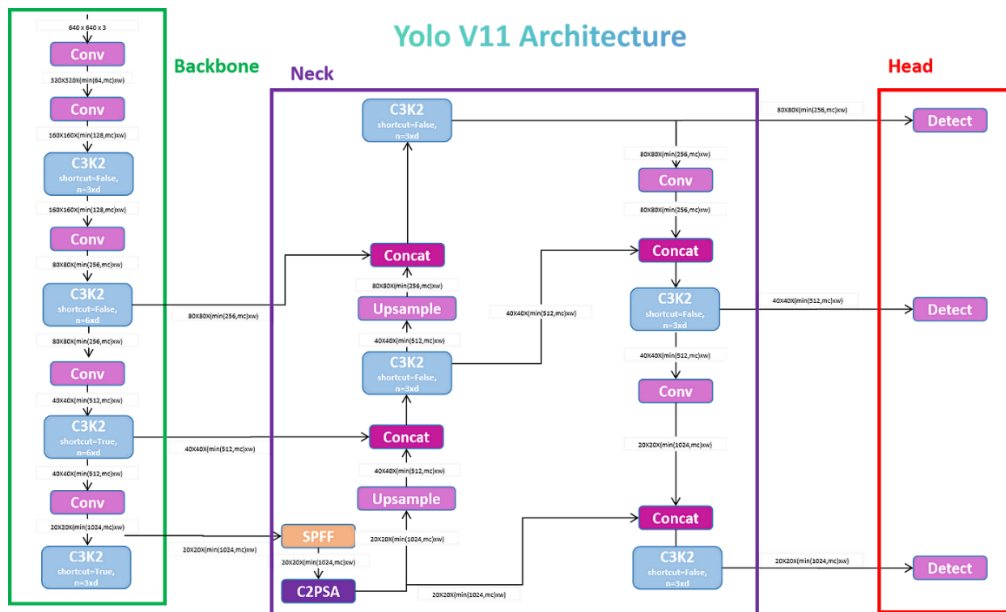 Yolo V11 Architecture
Backbone
640 x 640 x 3
Conv
320X320X(min(64,mc)xw)
Conv
160X160X(min(128,mc)xw)
C3K2
shortcut=False,
n=3xd
160X160X(min(128,mc)xw)
Conv
80X80X(min(256,mc)xw)
C3K2
shortcut=False,
n=6xd
80X80X(min(256,mc)xw)
Conv
40X40X(min(512,mc)xw)
C3K2
shortcut=True,
n=6xd
40X40X(min(512,mc)xw)
Conv
20X20X(min(1024,mc)xw)
C3K2
shortcut=True,
n=3xd
Neck
C3K2
shortcut=False,
n=3xd
Concat
80X80X(min(256,mc)xw)
80X80X(min(256,mc)xw)
Upsample
40X40X(min(512,mc)xw)
C3K2
shortcut=False,
n=3xd
Concat
40X40X(min(512,mc)xw)
40X40X(min(512,mc)xw)
Upsample
20X20X(min(1024,mc)xw)
SPFF
20X20X(min(1024,mc)xw)
20X20X(min(1024,mc)xw)
C2PSA
20X20X(min(1024,mc)xw)
80X80X(min(256,mc)xw)
80X80X(min(256,mc)xw)
Conv
80X80X(min(256,mc)xw)
Concat
40X40X(min(512,mc)xw)
C3K2
shortcut=False,
n=3xd
40X40X(min(512,mc)xw)
40X40X(min(512,mc)xw)
Conv
20X20X(min(1024,mc)xw)
Concat
C3K2
shortcut=False,
n=3xd
20X20X(min(1024,mc)xw)
Head
Detect
Detect
Detect